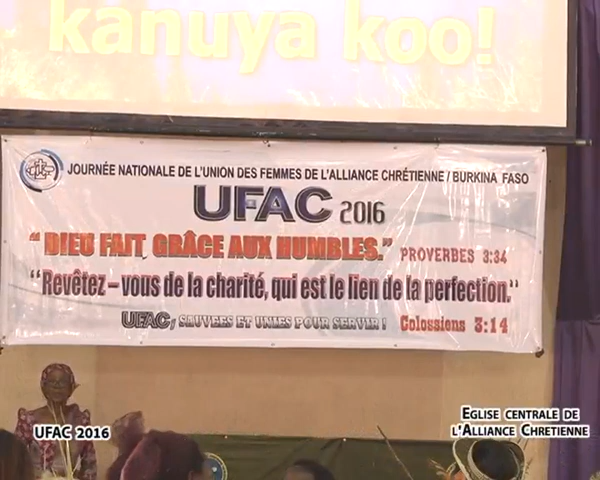 kanuya koo!
JOURNÉE NATIONALE DE L'UNION DES FEMMES DE L'ALLIANCE CHRÉTIENNE / BURKINA FASO
UFAC 2016
“ DIEU FAIT GRÂCE AUX HUMBLES.” PROVERBES 3:34
“Revêtez – vous de la charité, qui est le lien de la perfection.”
UFAC, SAUVEES ET UNIES POUR SERVIR ! Colossiens 3:14
UFAC 2016
EGLISE CENTRALE DE
L'ALLIANCE CHRETIENNE